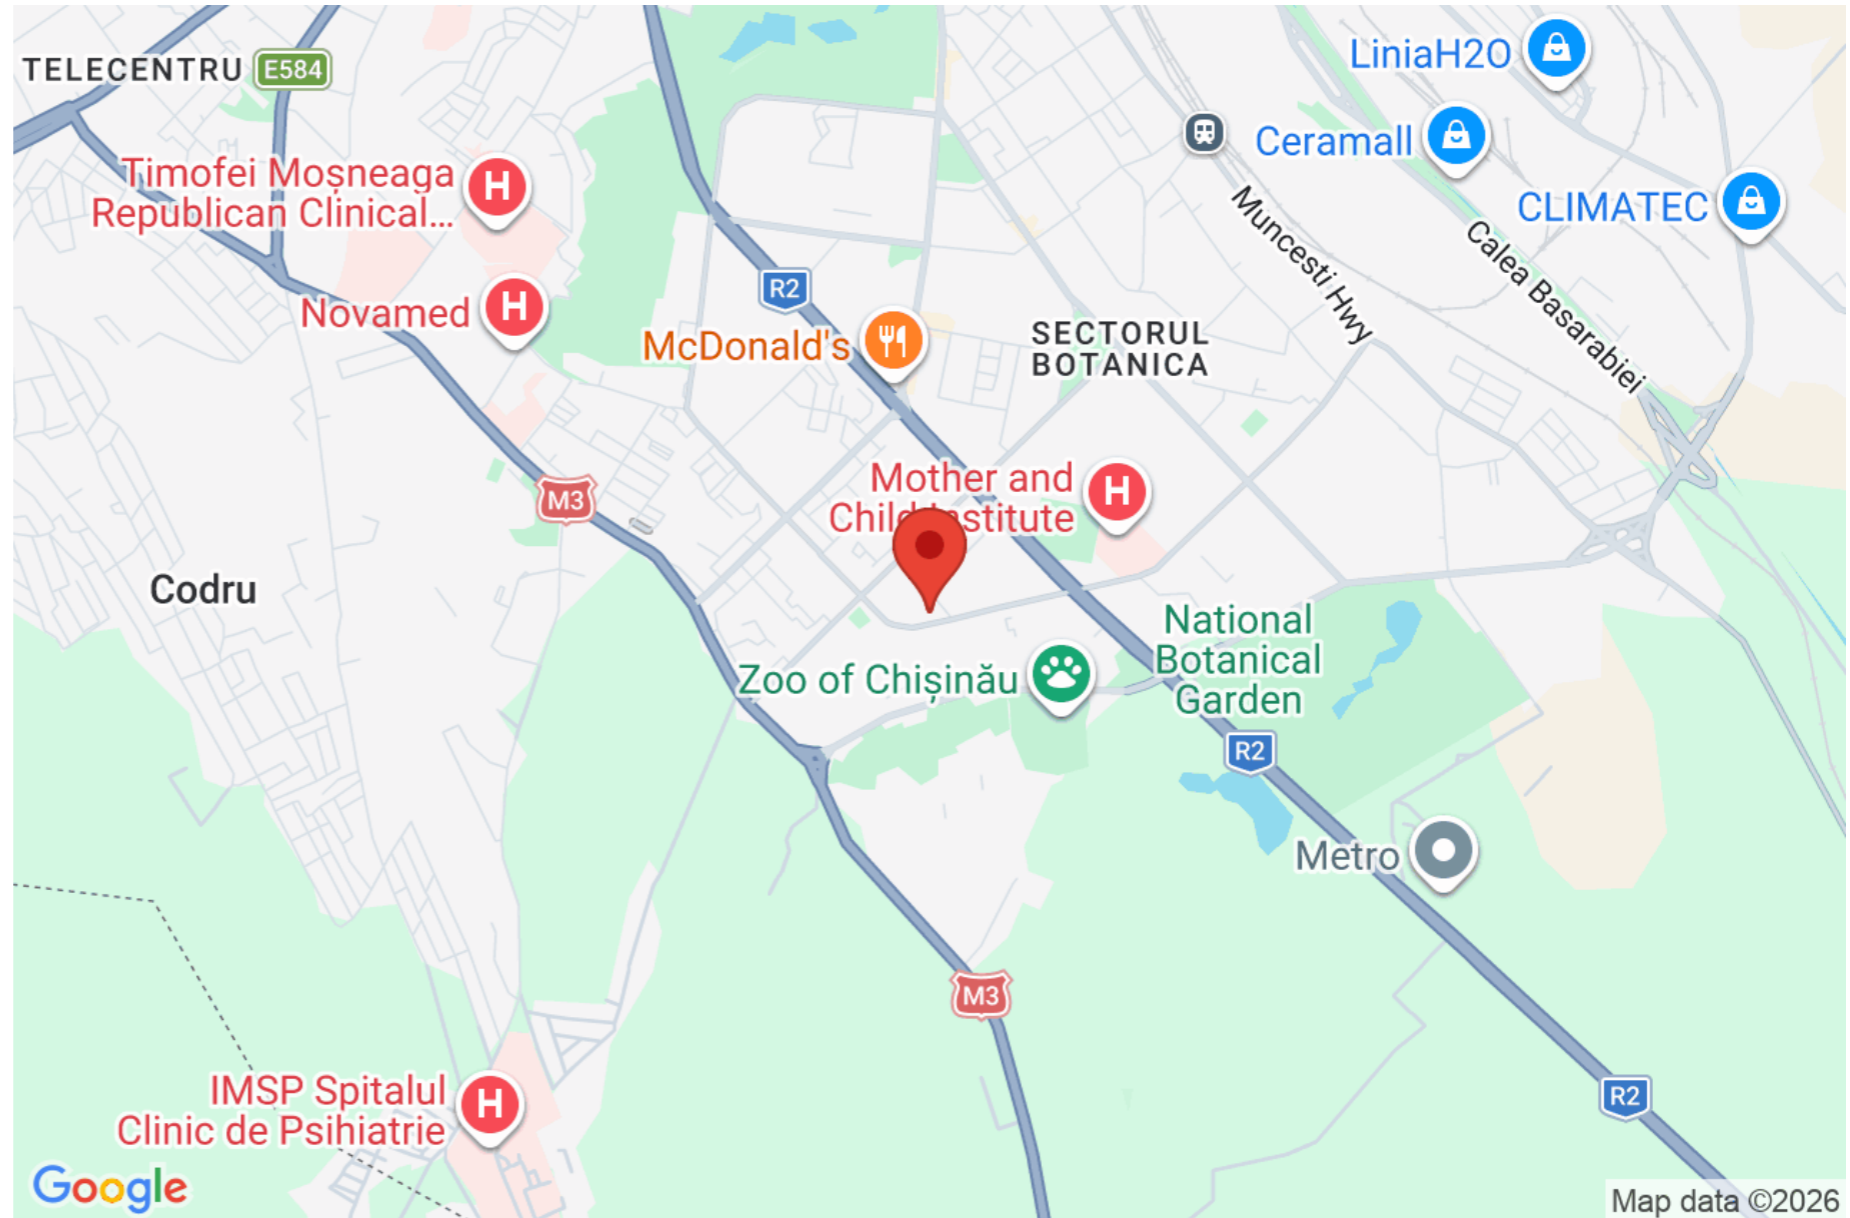 TELECENTRU
E584
LiniaH2O
Ceramall
Timofei Moșneaga
Republican Clinical...
CLIMATEC
Muncesti Hwy
Calea Basarabiei
R2
Novamed
McDonald's
SECTORUL
BOTANICA
M3
Mother and
Child Institute
Codru
National
Botanical
Garden
Zoo of Chișinău
R2
Metro
M3
IMSP Spitalul
Clinic de Psihiatrie
R2
Google
Map data ©2026